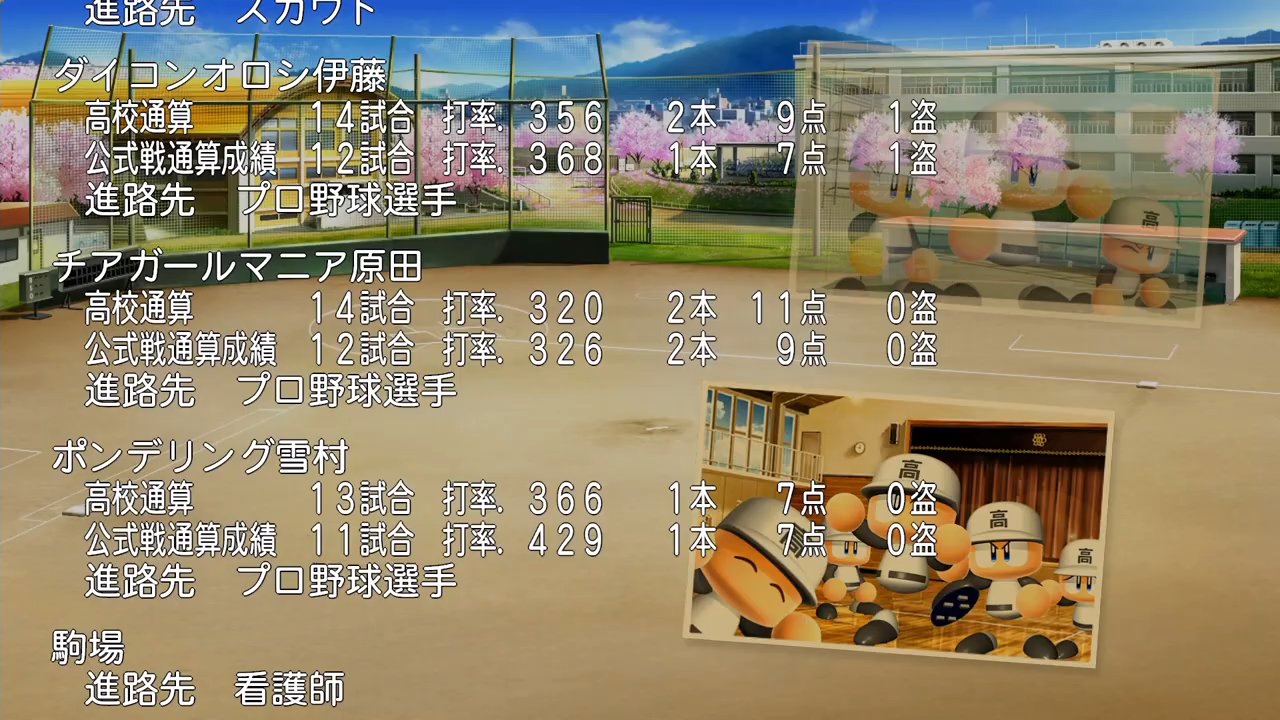 進路先 スカウト
ダイコンオロシ伊藤
高校通算 14試合 打率.356 2本 9点 1盗
公式戦通算成績 12試合 打率.368 1本 7点 1盗
進路先 プロ野球選手
チアガールマニア原田
高校通算 14試合 打率.320 2本 11点 0盗
公式戦通算成績 12試合 打率.326 2本 9点 0盗
進路先 プロ野球選手
ポンデリング雪村
高校通算 13試合 打率.366 1本 7点 0盗
公式戦通算成績 11試合 打率.429 1本 7点 0盗
進路先 プロ野球選手
駒場
進路先 看護師
高
高
高
高